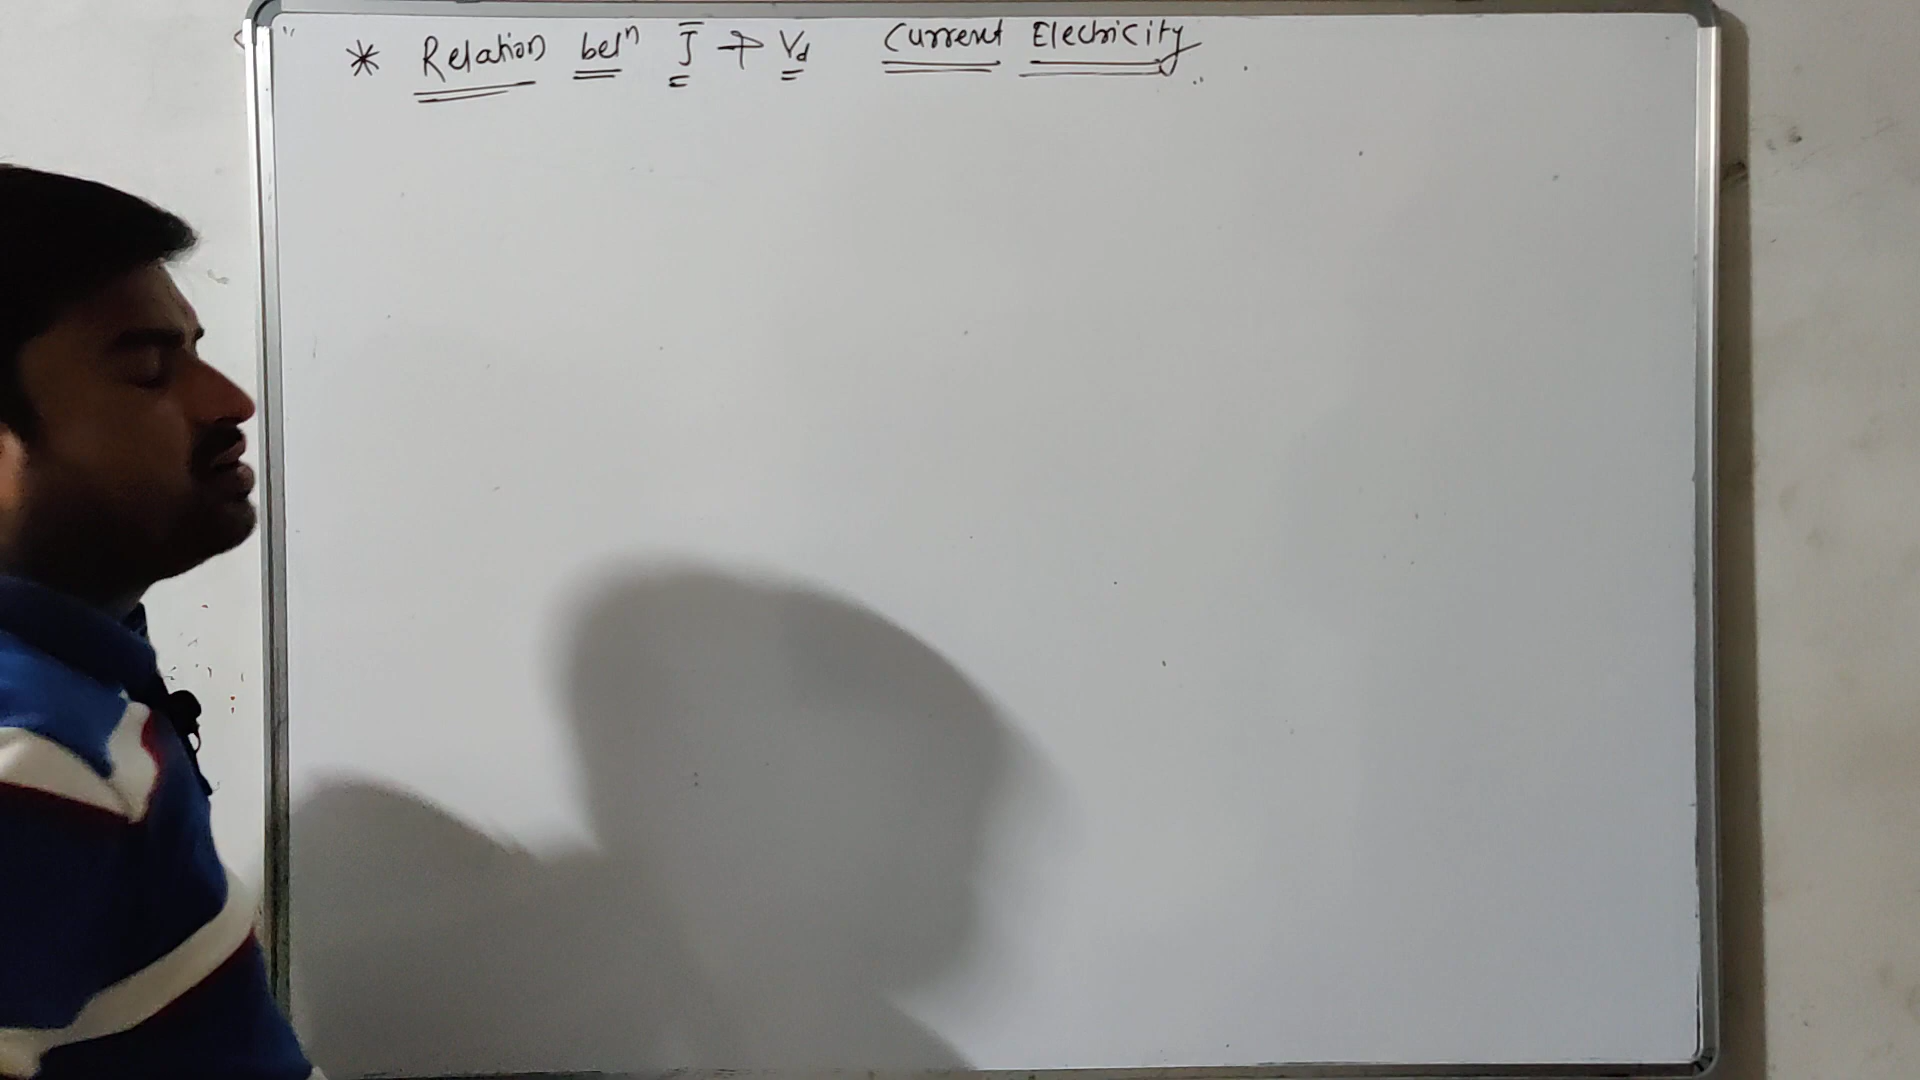 * Relation betⁿ J̄ → Vd Current Electricity